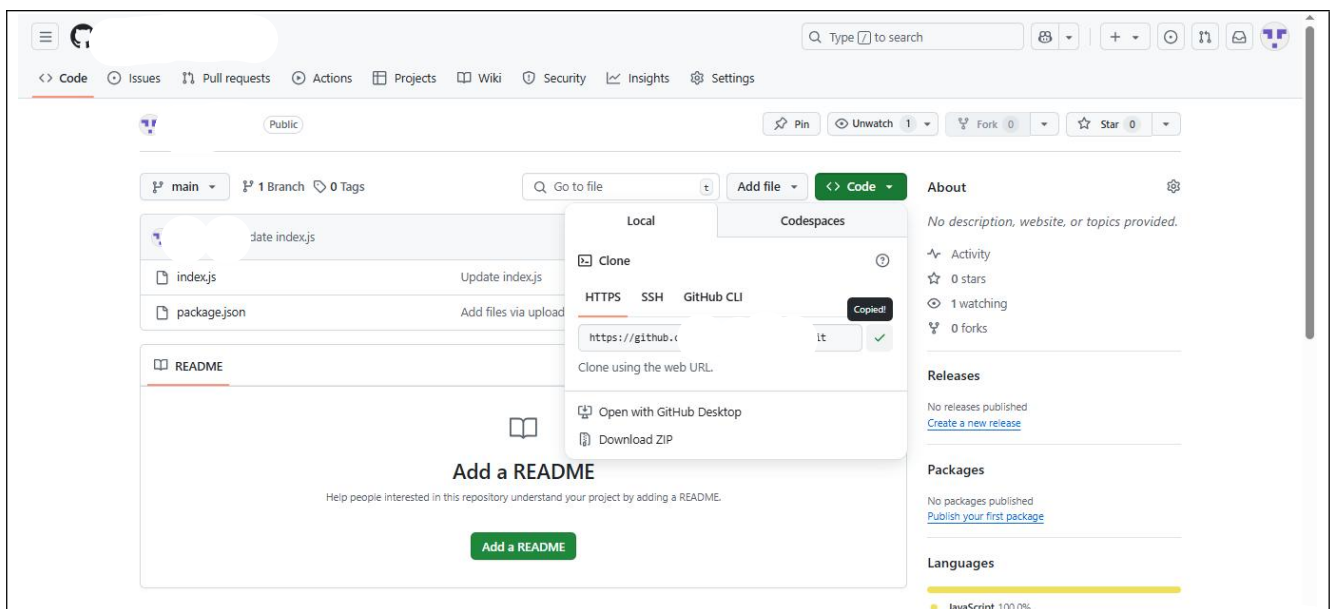 Type / to search
Code Issues Pull requests Actions Projects Wiki Security Insights Settings
Public
Pin Unwatch 1 Fork 0 Star 0
main 1 Branch 0 Tags
Go to file t
Add file
Code
Local Codespaces
Clone
HTTPS SSH GitHub CLI
Copied!
https://github.
Clone using the web URL.
Open with GitHub Desktop
Download ZIP
index.js
index.js Update index.js
package.json Add files via upload
README
Add a README
Help people interested in this repository understand your project by adding a README.
Add a README
About
No description, website, or topics provided.
Activity
0 stars
1 watching
0 forks
Releases
No releases published
Create a new release
Packages
No packages published
Publish your first package
Languages
JavaScript 100.0%